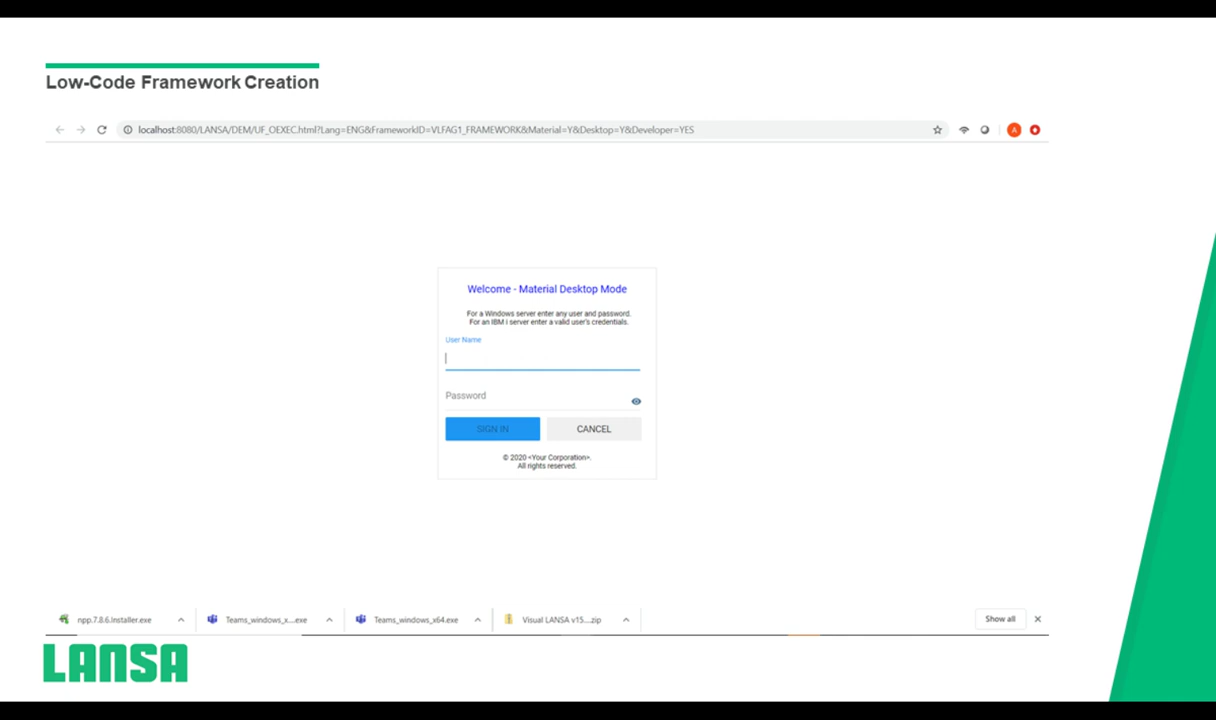 Low-Code Framework Creation
localhost:8080/LANSA/DEM/UF_OEXEC.html?Lang=ENG&FrameworkID=VLFAG1_FRAMEWORK&Material=Y&Desktop=Y&Developer=YES
A
Welcome - Material Desktop Mode
For a Windows server enter any user and password.
For an IBM i server enter a valid user's credentials.
User Name
Password
SIGN IN CANCEL
© 2020 <Your Corporation>.
All rights reserved.
npp.7.8.6.Installer.exe Teams_windows_x....exe Teams_windows_x64.exe Visual LANSA v15....zip Show all
LANSA